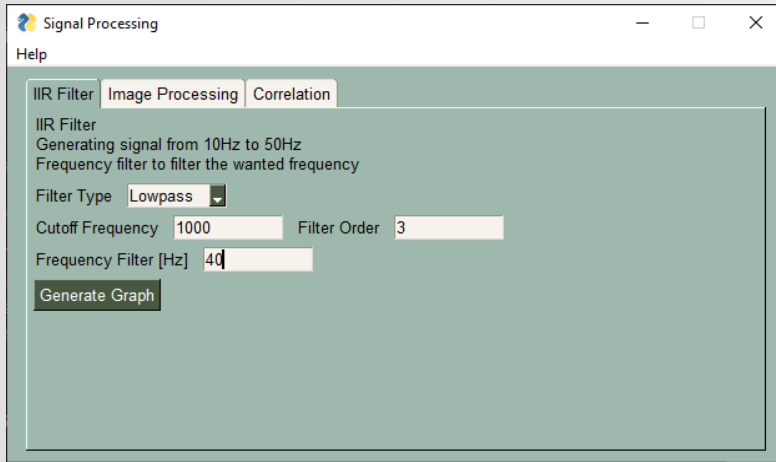 Signal Processing
Help
IIR Filter Image Processing Correlation
IIR Filter
Generating signal from 10Hz to 50Hz
Frequency filter to filter the wanted frequency
Filter Type Lowpass
Cutoff Frequency 1000 Filter Order 3
Frequency Filter [Hz] 40
Generate Graph